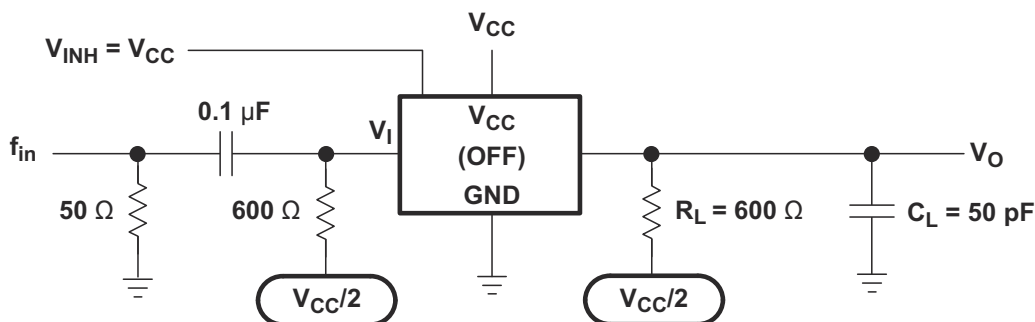 V_CC
V_INH = V_CC
0.1 µF
V_I
V_CC
(OFF)
GND
f_in
V_O
50 Ω
600 Ω
R_L = 600 Ω
C_L = 50 pF
V_CC/2
V_CC/2